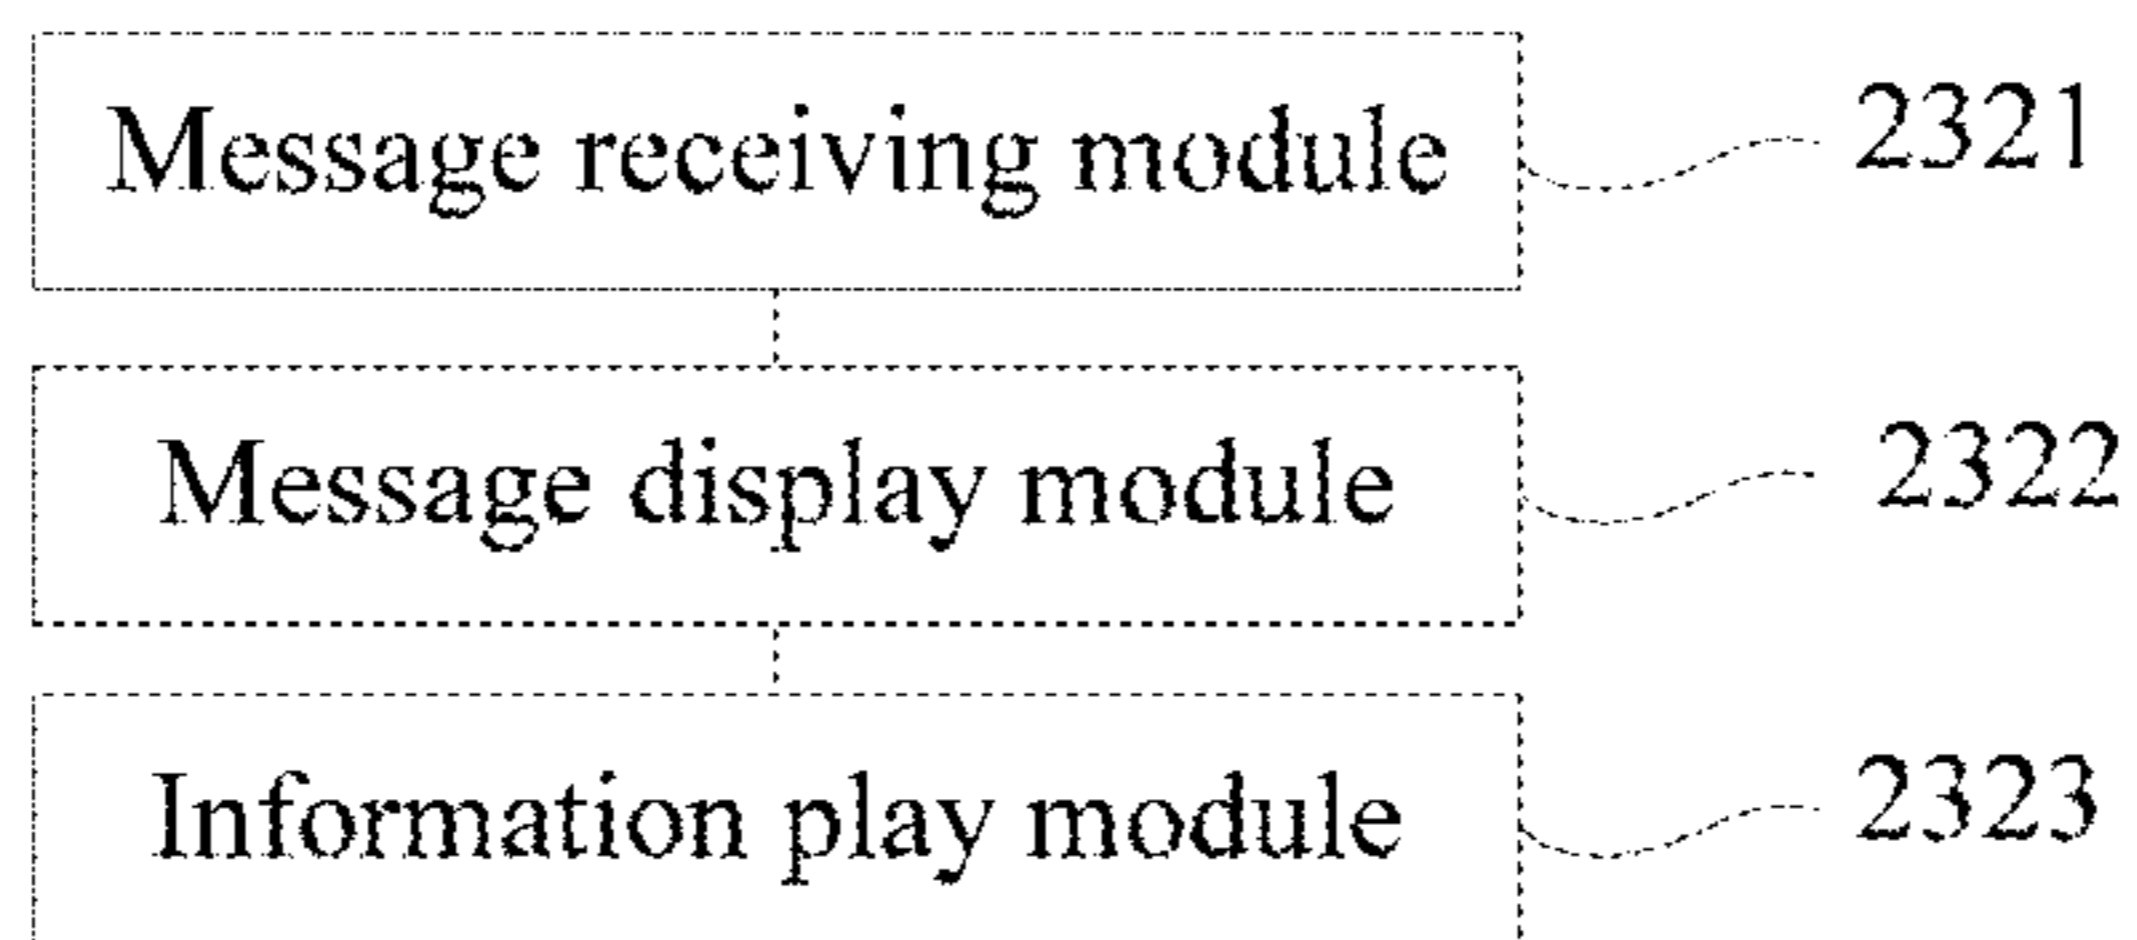 Message receiving module 2321
Message display module 2322
Information play module 2323